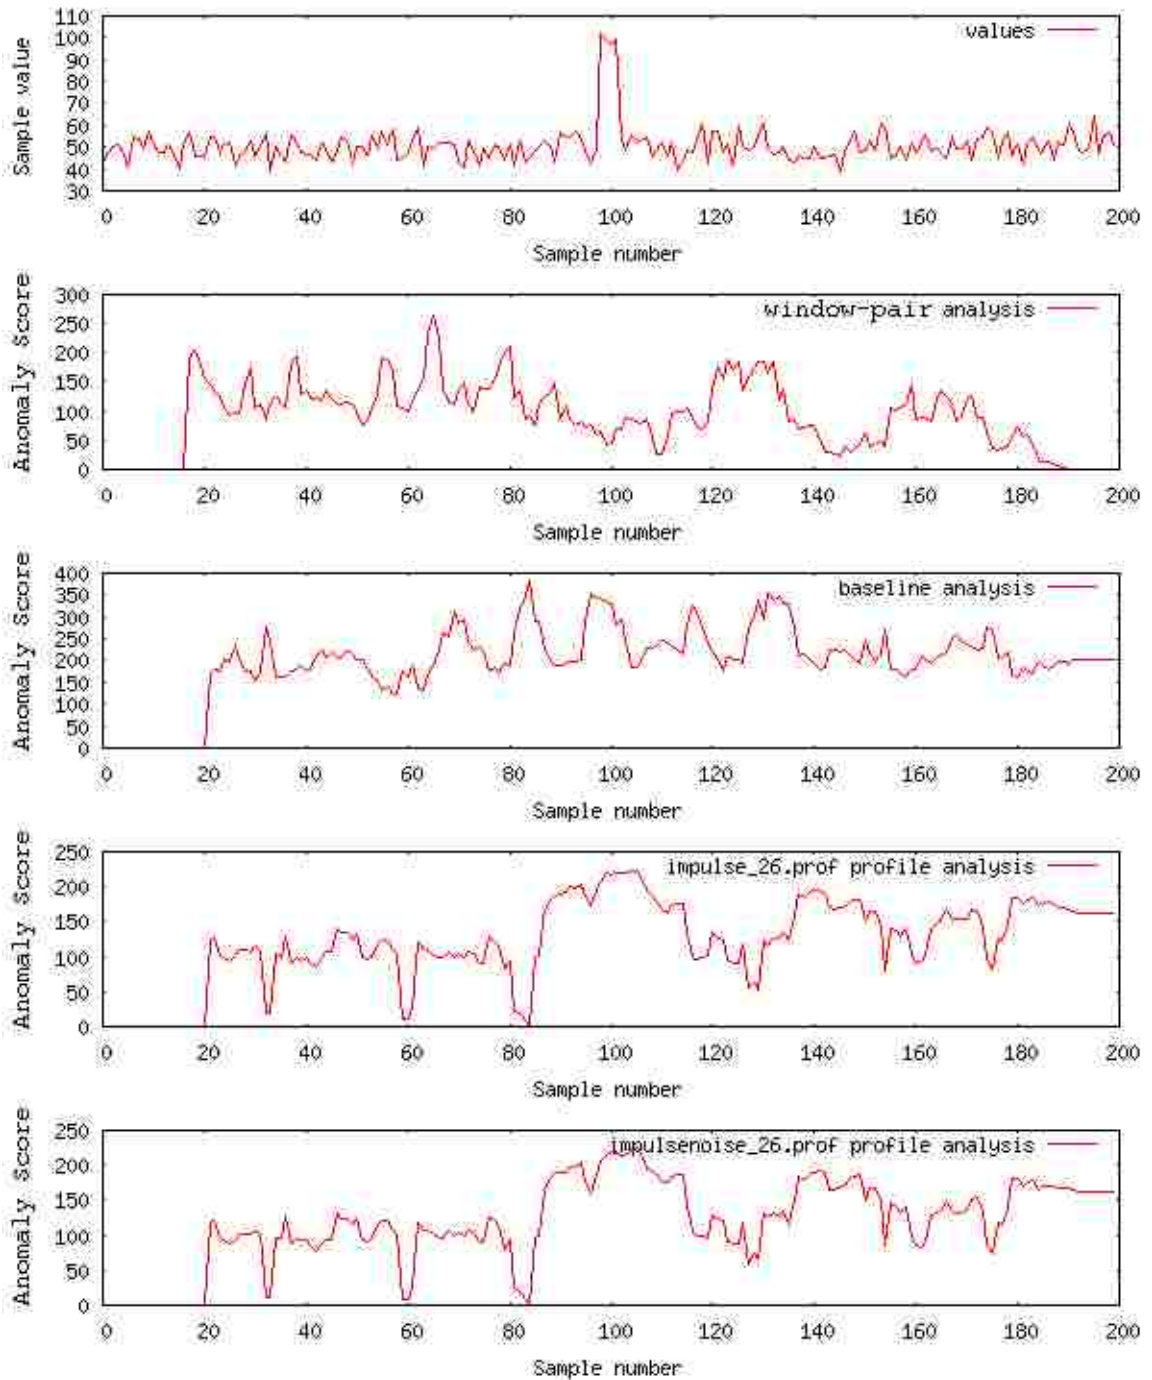 110
100
90
80
70
60
50
40
30
Sample value
values
0 20 40 60 80 100 120 140 160 180 200
Sample number
300
250
200
150
100
50
0
Anomaly Score
window-pair analysis
0 20 40 60 80 100 120 140 160 180 200
Sample number
400
350
300
250
200
150
100
50
0
Anomaly Score
baseline analysis
0 20 40 60 80 100 120 140 160 180 200
Sample number
250
200
150
100
50
0
Anomaly Score
impulse_26.prof profile analysis
0 20 40 60 80 100 120 140 160 180 200
Sample number
250
200
150
100
50
0
Anomaly Score
impulsenoise_26.prof profile analysis
0 20 40 60 80 100 120 140 160 180 200
Sample number